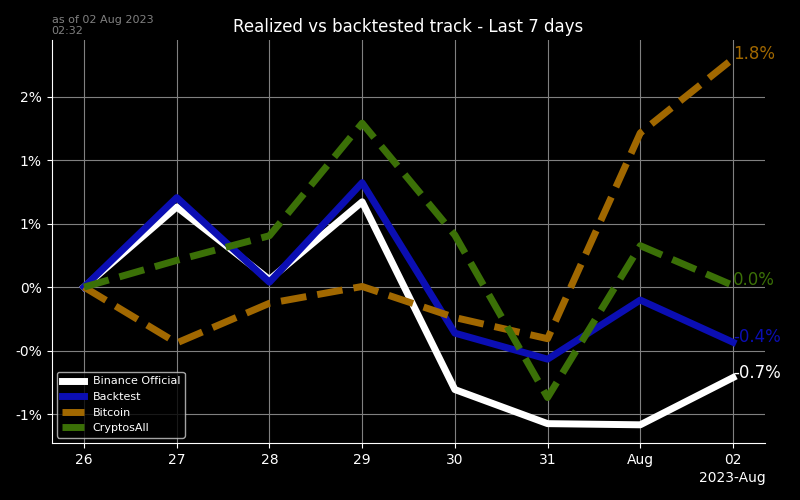 as of 02 Aug 2023
02:32
Realized vs backtested track - Last 7 days
1.8%
2%
1%
1%
0%
0.0%
-0%
-0.4%
-0.7%
-1%
Binance Official
Backtest
Bitcoin
CryptosAll
26 27 28 29 30 31 Aug 02
2023-Aug